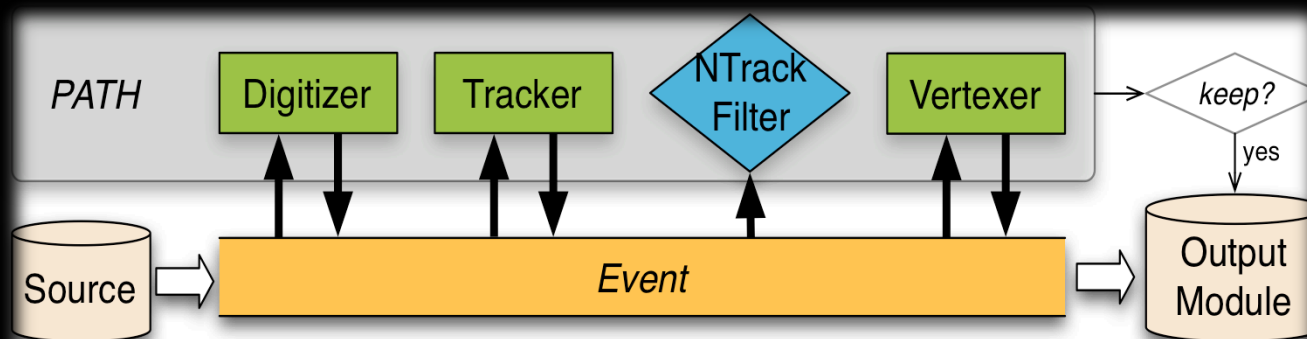 PATH
Digitizer
Tracker
NTrack
Filter
Vertexer
keep?
yes
Source
Event
Output
Module